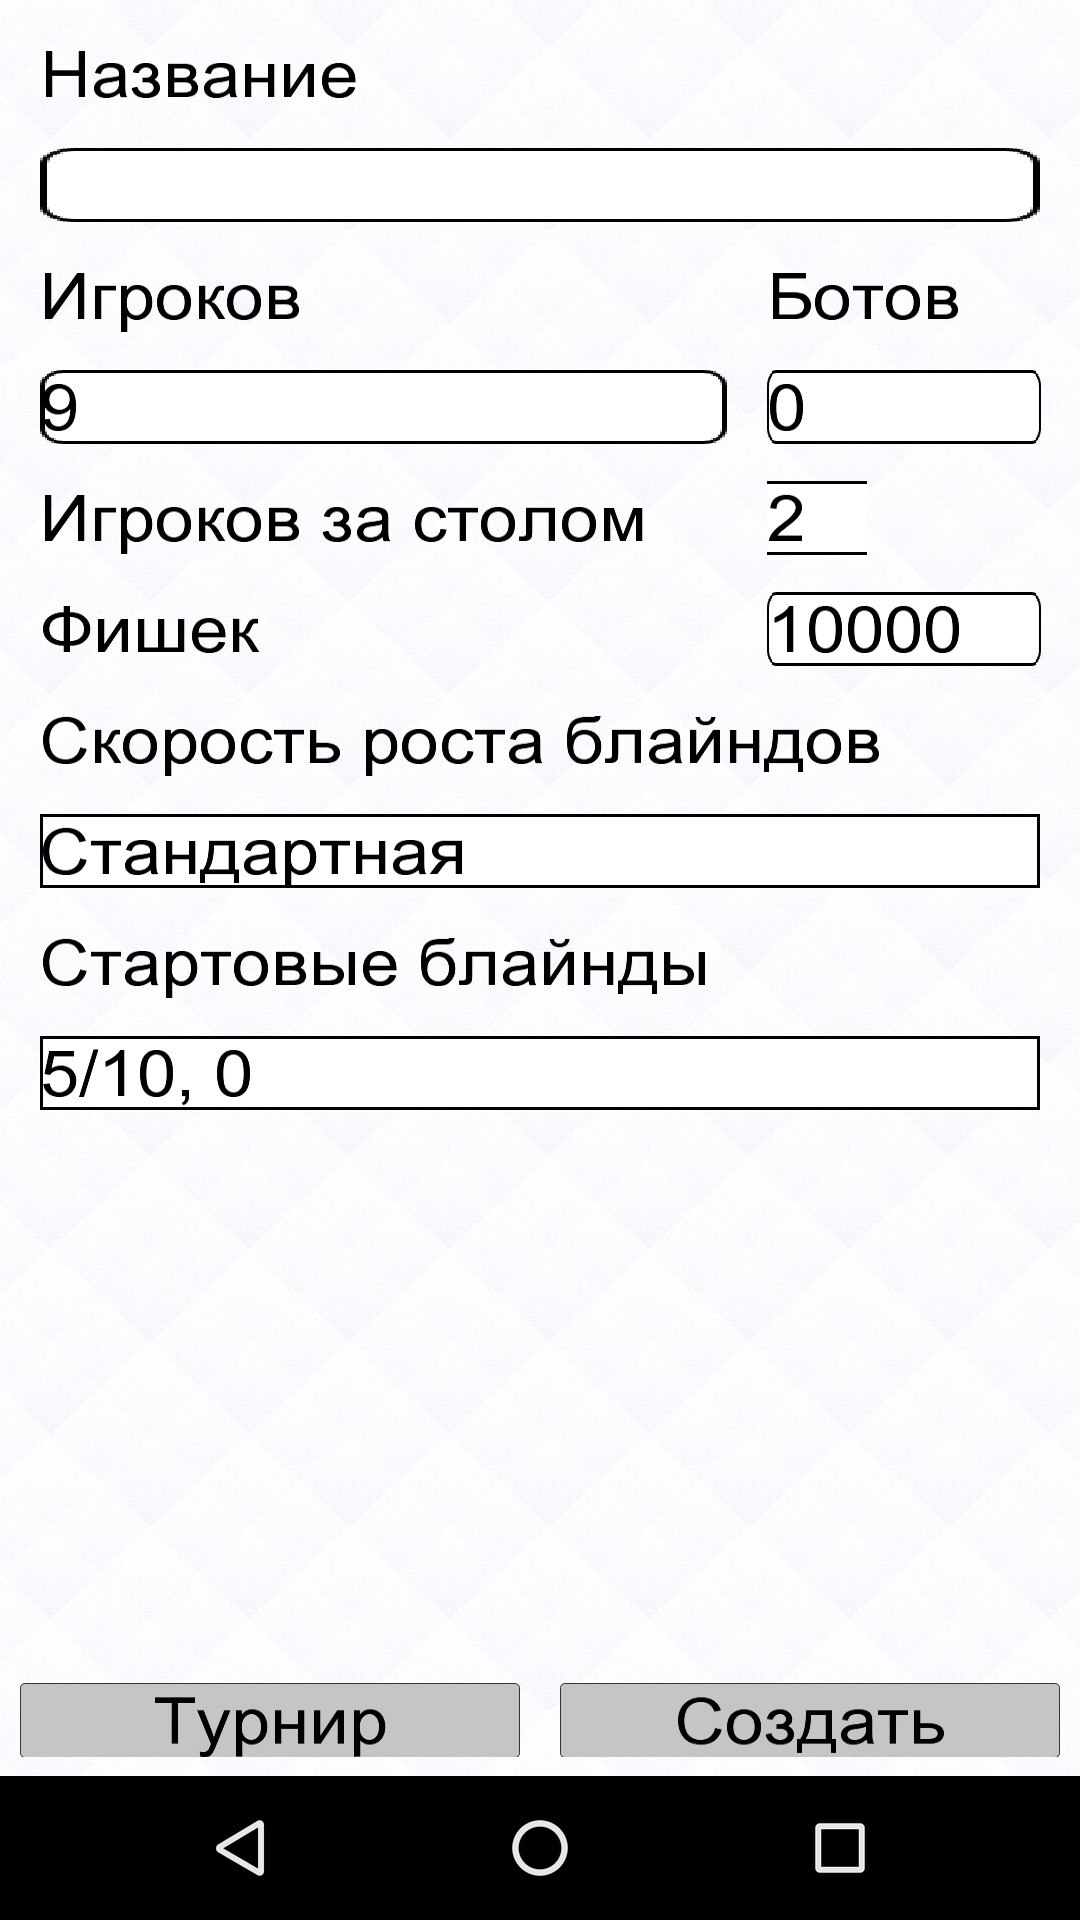 Название
Игроков Ботов
9 0
Игроков за столом 2
Фишек 10000
Скорость роста блайндов
Стандартная
Стартовые блайнды
5/10, 0
Турнир Создать